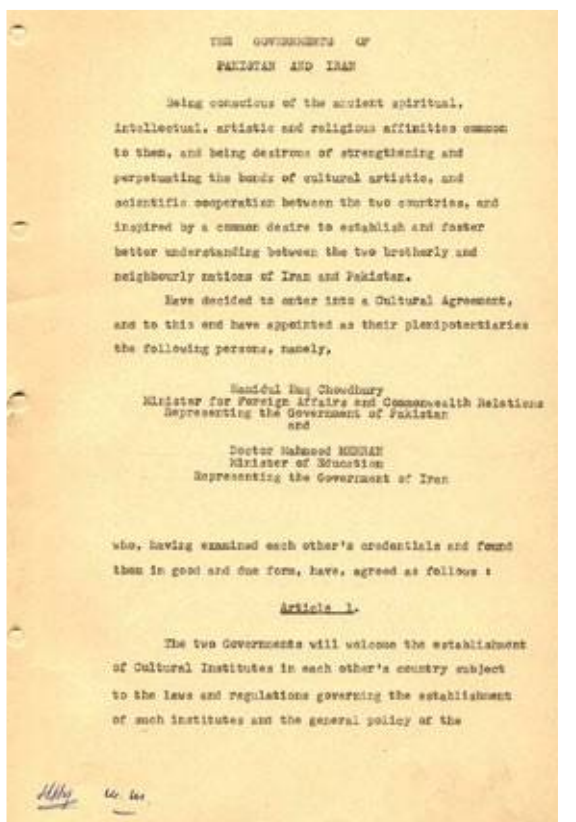 THE GOVERNMENTS OF
PAKISTAN AND IRAN
Being conscious of the ancient spiritual,
intellectual, artistic and religious affinities common
to them, and being desirous of strengthening and
perpetuating the bonds of cultural artistic, and
scientific cooperation between the two countries, and
inspired by a common desire to establish and foster
better understanding between the two brotherly and
neighbourly nations of Iran and Pakistan.
Have decided to enter into a Cultural Agreement,
and to this end have appointed as their plenipotentiaries
the following persons, namely,
Hamidul Huq Chowdhury
Minister for Foreign Affairs and Commonwealth Relations
Representing the Government of Pakistan
and
Doctor Mahmood MEHRAN
Minister of Education
Representing the Government of Iran
who, having examined each other's credentials and found
them in good and due form, have, agreed as follows :
Article 1.
The two Governments will welcome the establishment
of Cultural Institutes in each other's country subject
to the laws and regulations governing the establishment
of such institutes and the general policy of the